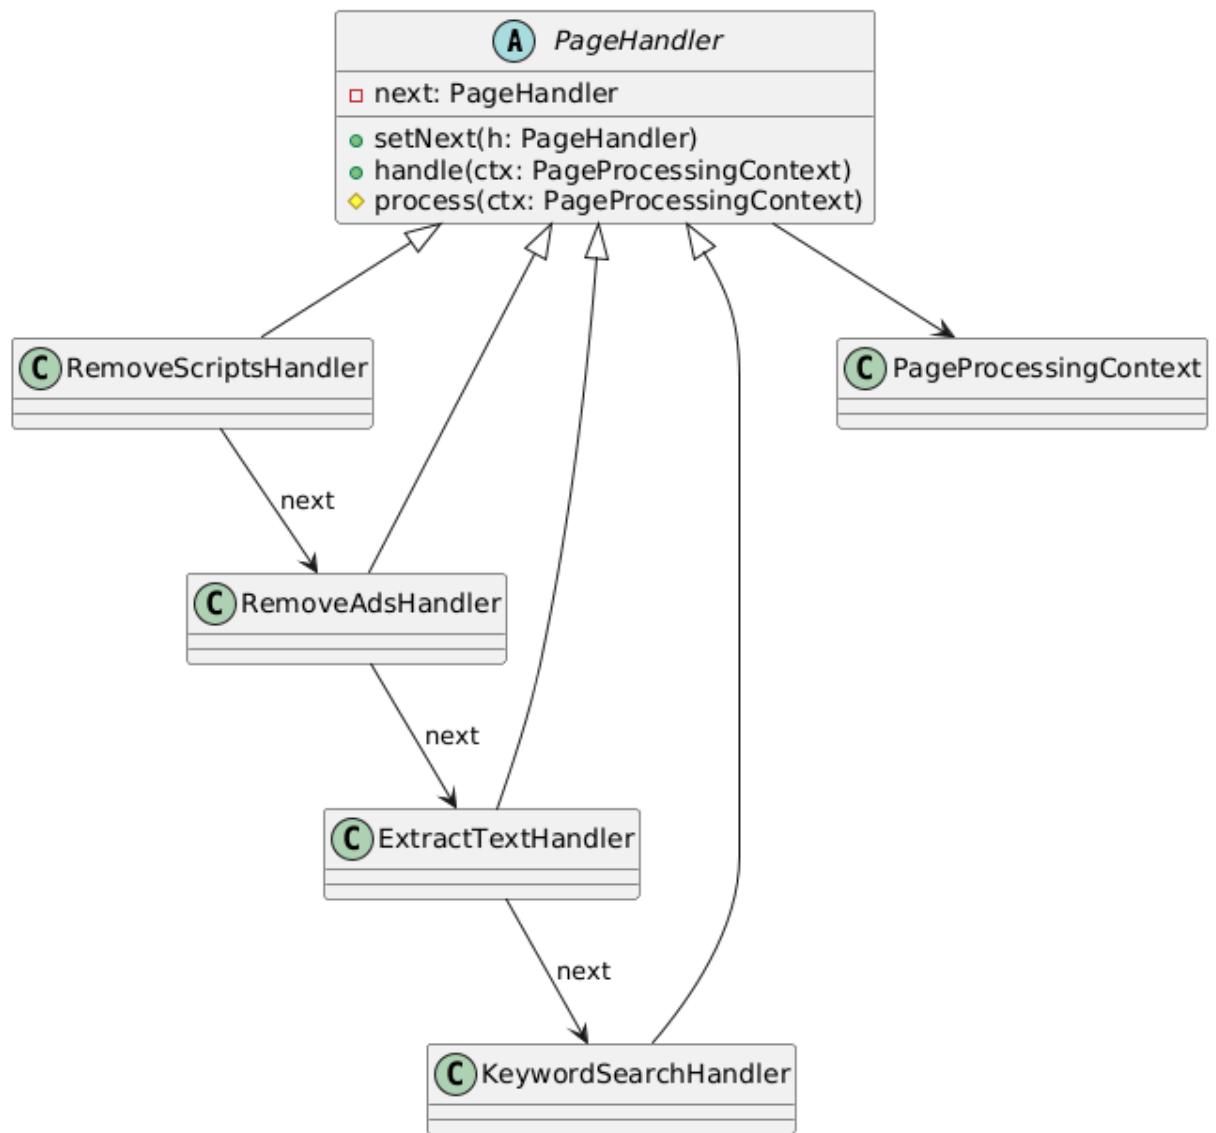 A PageHandler
next: PageHandler
setNext(h: PageHandler)
handle(ctx: PageProcessingContext)
process(ctx: PageProcessingContext)
C RemoveScriptsHandler
C PageProcessingContext
next
C RemoveAdsHandler
next
C ExtractTextHandler
next
C KeywordSearchHandler